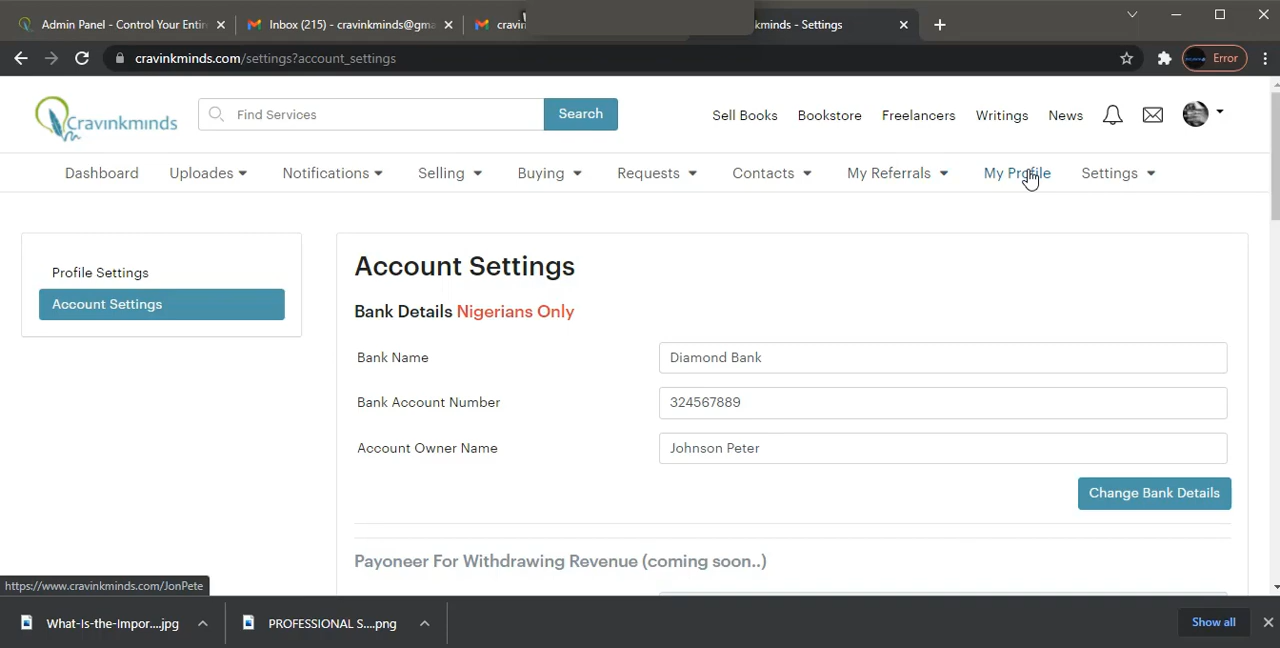 Admin Panel - Control Your Entir
Inbox (215) - cravinkminds@gma
cravin
kminds - Settings
cravinkminds.com/settings?account_settings
Error
Cravinkminds
Find Services
Search
Sell Books
Bookstore
Freelancers
Writings
News
Dashboard
Uploades
Notifications
Selling
Buying
Requests
Contacts
My Referrals
My Profile
Settings
Profile Settings
Account Settings
Account Settings
Bank Details Nigerians Only
Bank Name
Diamond Bank
Bank Account Number
324567889
Account Owner Name
Johnson Peter
Change Bank Details
Payoneer For Withdrawing Revenue (coming soon..)
https://www.cravinkminds.com/JonPete
What-Is-the-Impor....jpg
PROFESSIONAL S....png
Show all